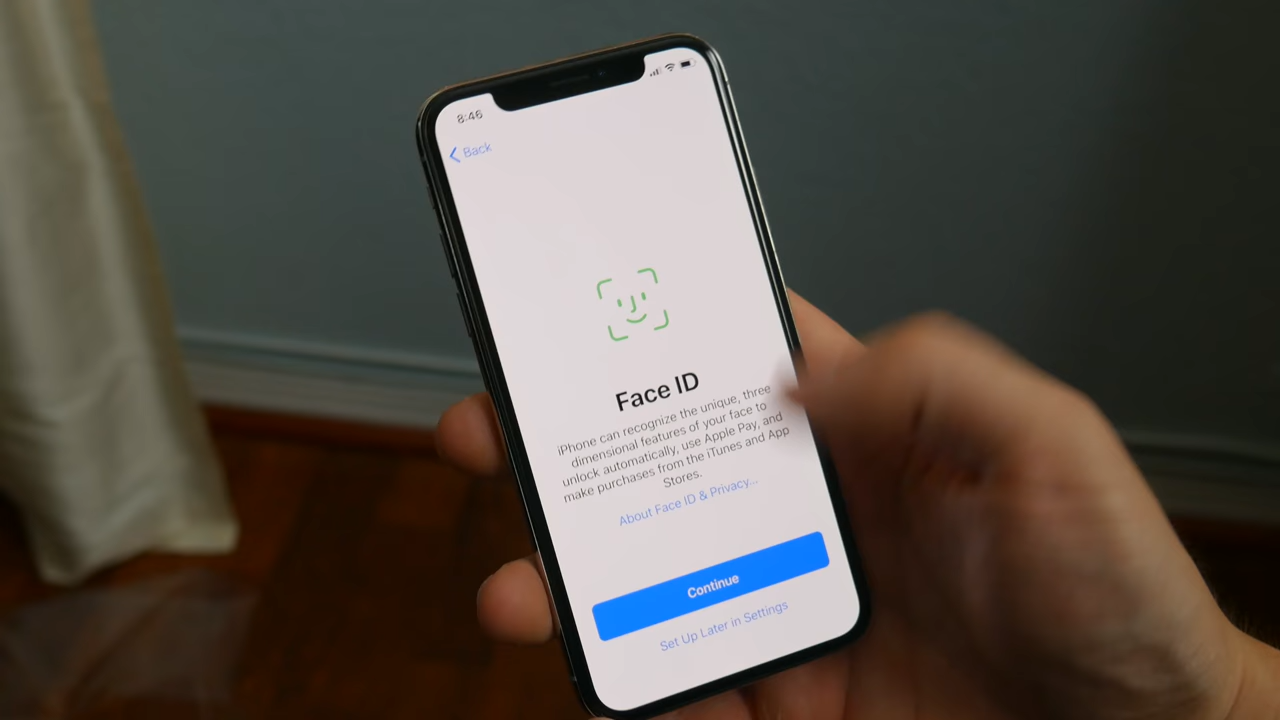 8:46
Back
Face ID
iPhone can recognize the unique, three
dimensional features of your face to
unlock automatically, use Apple Pay, and
make purchases from the iTunes and App
Stores.
About Face ID & Privacy...
Continue
Set Up Later in Settings